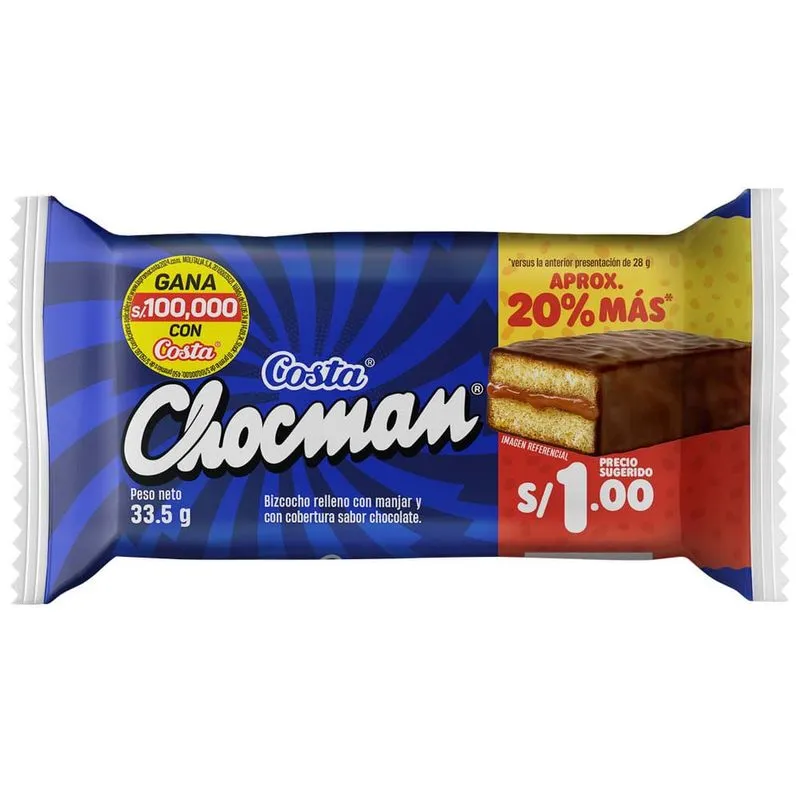 GANA
S/100,000
CON
Costa®
Costa®
Chocman®
Peso neto
33.5 g
Bizcocho relleno con manjar y
con cobertura sabor chocolate.
*versus la anterior presentación de 28 g
APROX.
20% MÁS*
IMAGEN REFERENCIAL
PRECIO
SUGERIDO
S/1.00